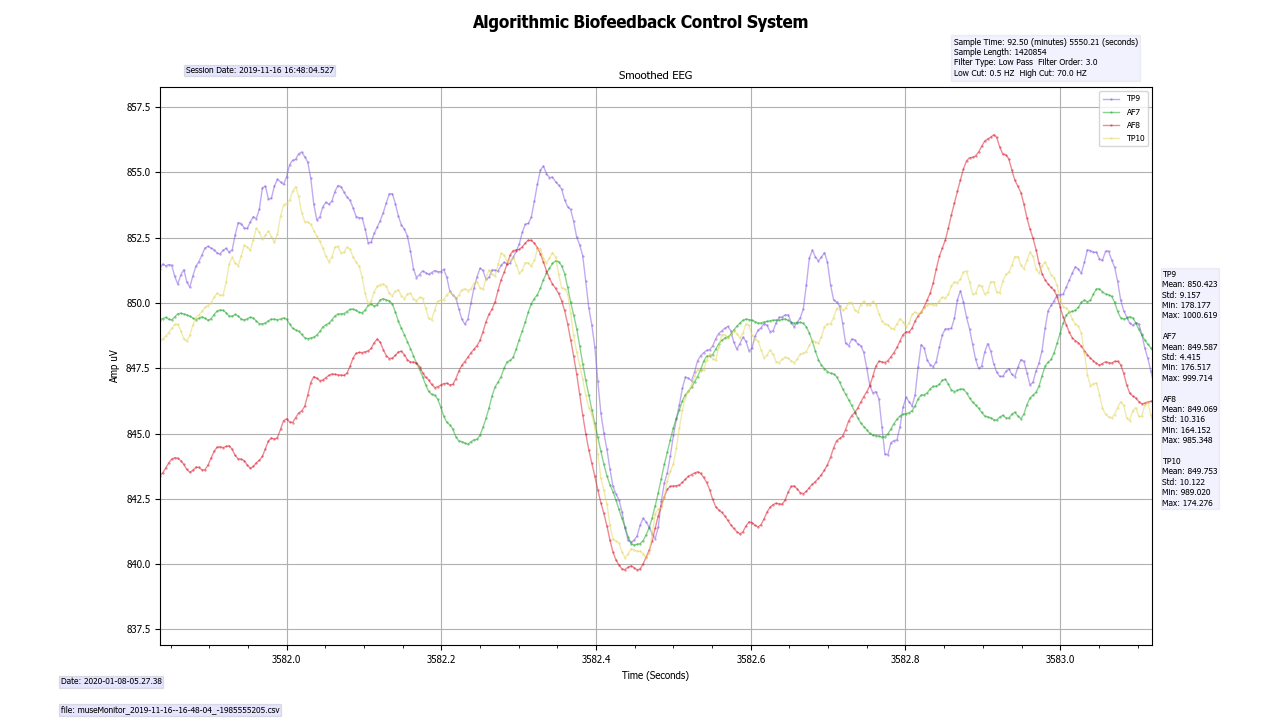 Algorithmic Biofeedback Control System
Sample Time: 92.50 (minutes) 5550.21 (seconds)
Sample Length: 1420854
Filter Type: Low Pass  Filter Order: 3.0
Low Cut: 0.5 HZ  High Cut: 70.0 HZ
Session Date: 2019-11-16 16:48:04.527
Smoothed EEG
TP9
AF7
AF8
TP10
857.5
855.0
852.5
850.0
847.5
845.0
842.5
840.0
837.5
Amp uV
3582.0
3582.2
3582.4
3582.6
3582.8
3583.0
Time (Seconds)
TP9
Mean: 850.423
Std: 9.157
Min: 178.177
Max: 1000.619
AF7
Mean: 849.587
Std: 4.415
Min: 176.517
Max: 999.714
AF8
Mean: 849.069
Std: 10.316
Min: 164.152
Max: 985.348
TP10
Mean: 849.753
Std: 10.122
Min: 989.020
Max: 174.276
Date: 2020-01-08-05.27.38
file: museMonitor_2019-11-16--16-48-04_-1985555205.csv